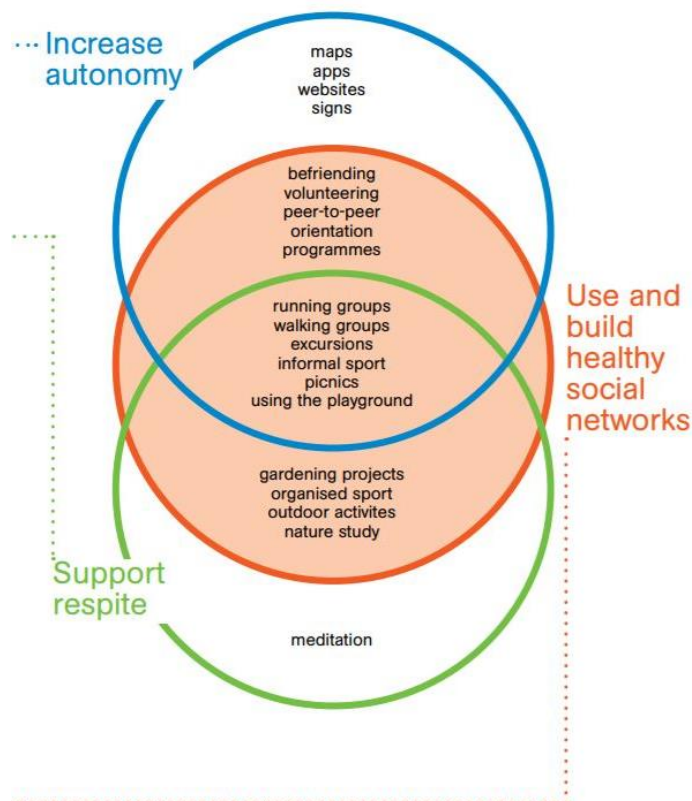 Increase
autonomy
maps
apps
websites
signs
befriending
volunteering
peer-to-peer
orientation
programmes
running groups
walking groups
excursions
informal sport
picnics
using the playground
Use and
build
healthy
social
networks
gardening projects
organised sport
outdoor activites
nature study
Support
respite
meditation